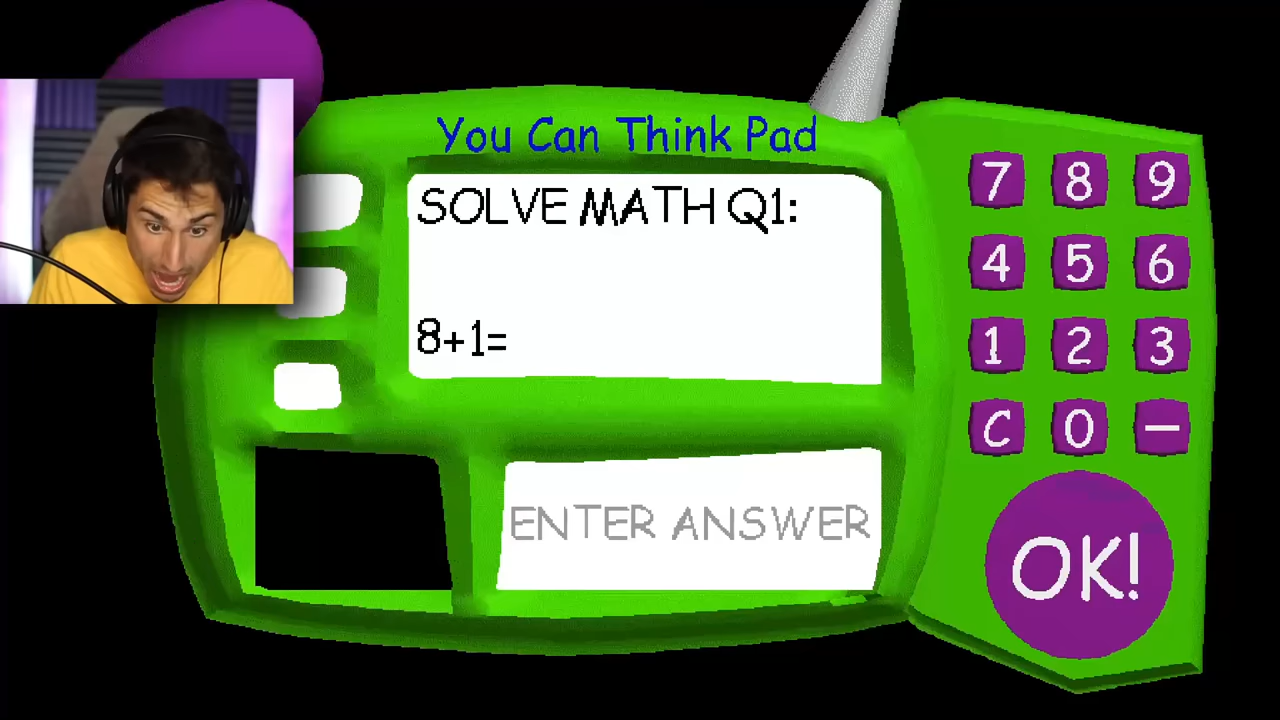 You Can Think Pad
SOLVE MATH Q1:
8+1=
ENTER ANSWER
7 8 9
4 5 6
1 2 3
C 0 −
OK!